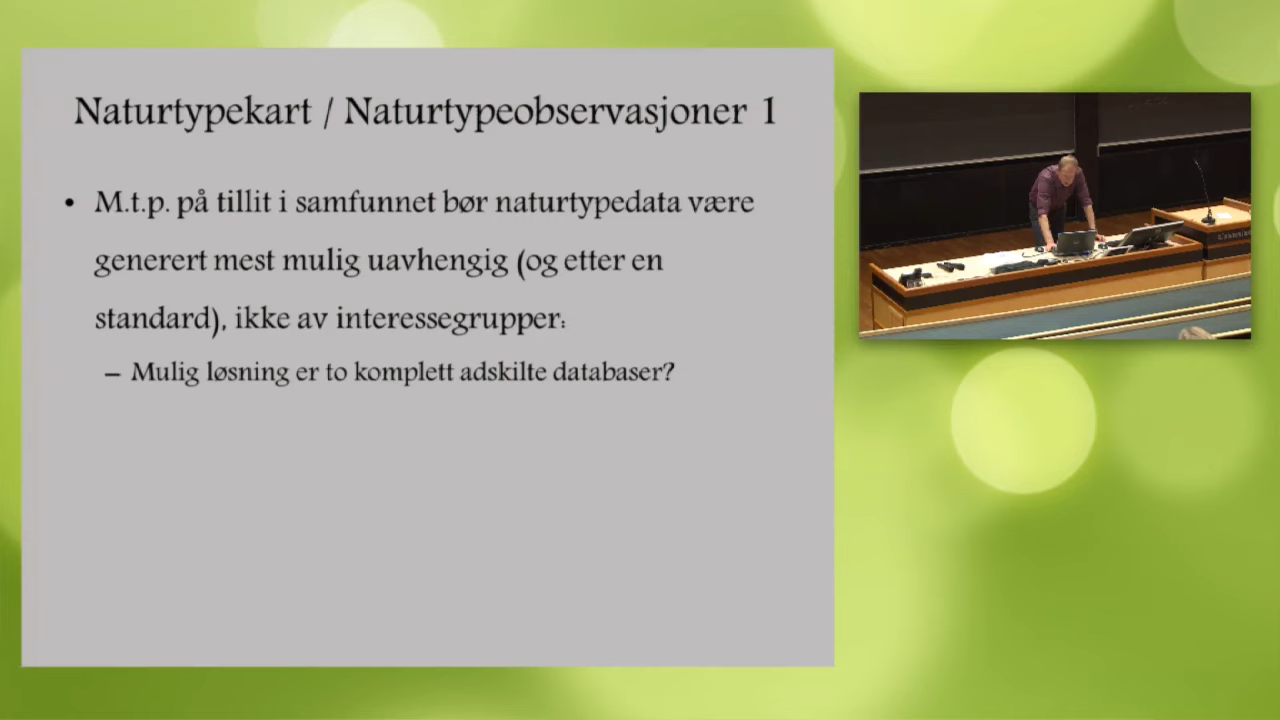 Naturtypekart / Naturtypeobservasjoner 1
• M.t.p. på tillit i samfunnet bør naturtypedata være
generert mest mulig uavhengig (og etter en
standard), ikke av interessegrupper:
– Mulig løsning er to komplett adskilte databaser?